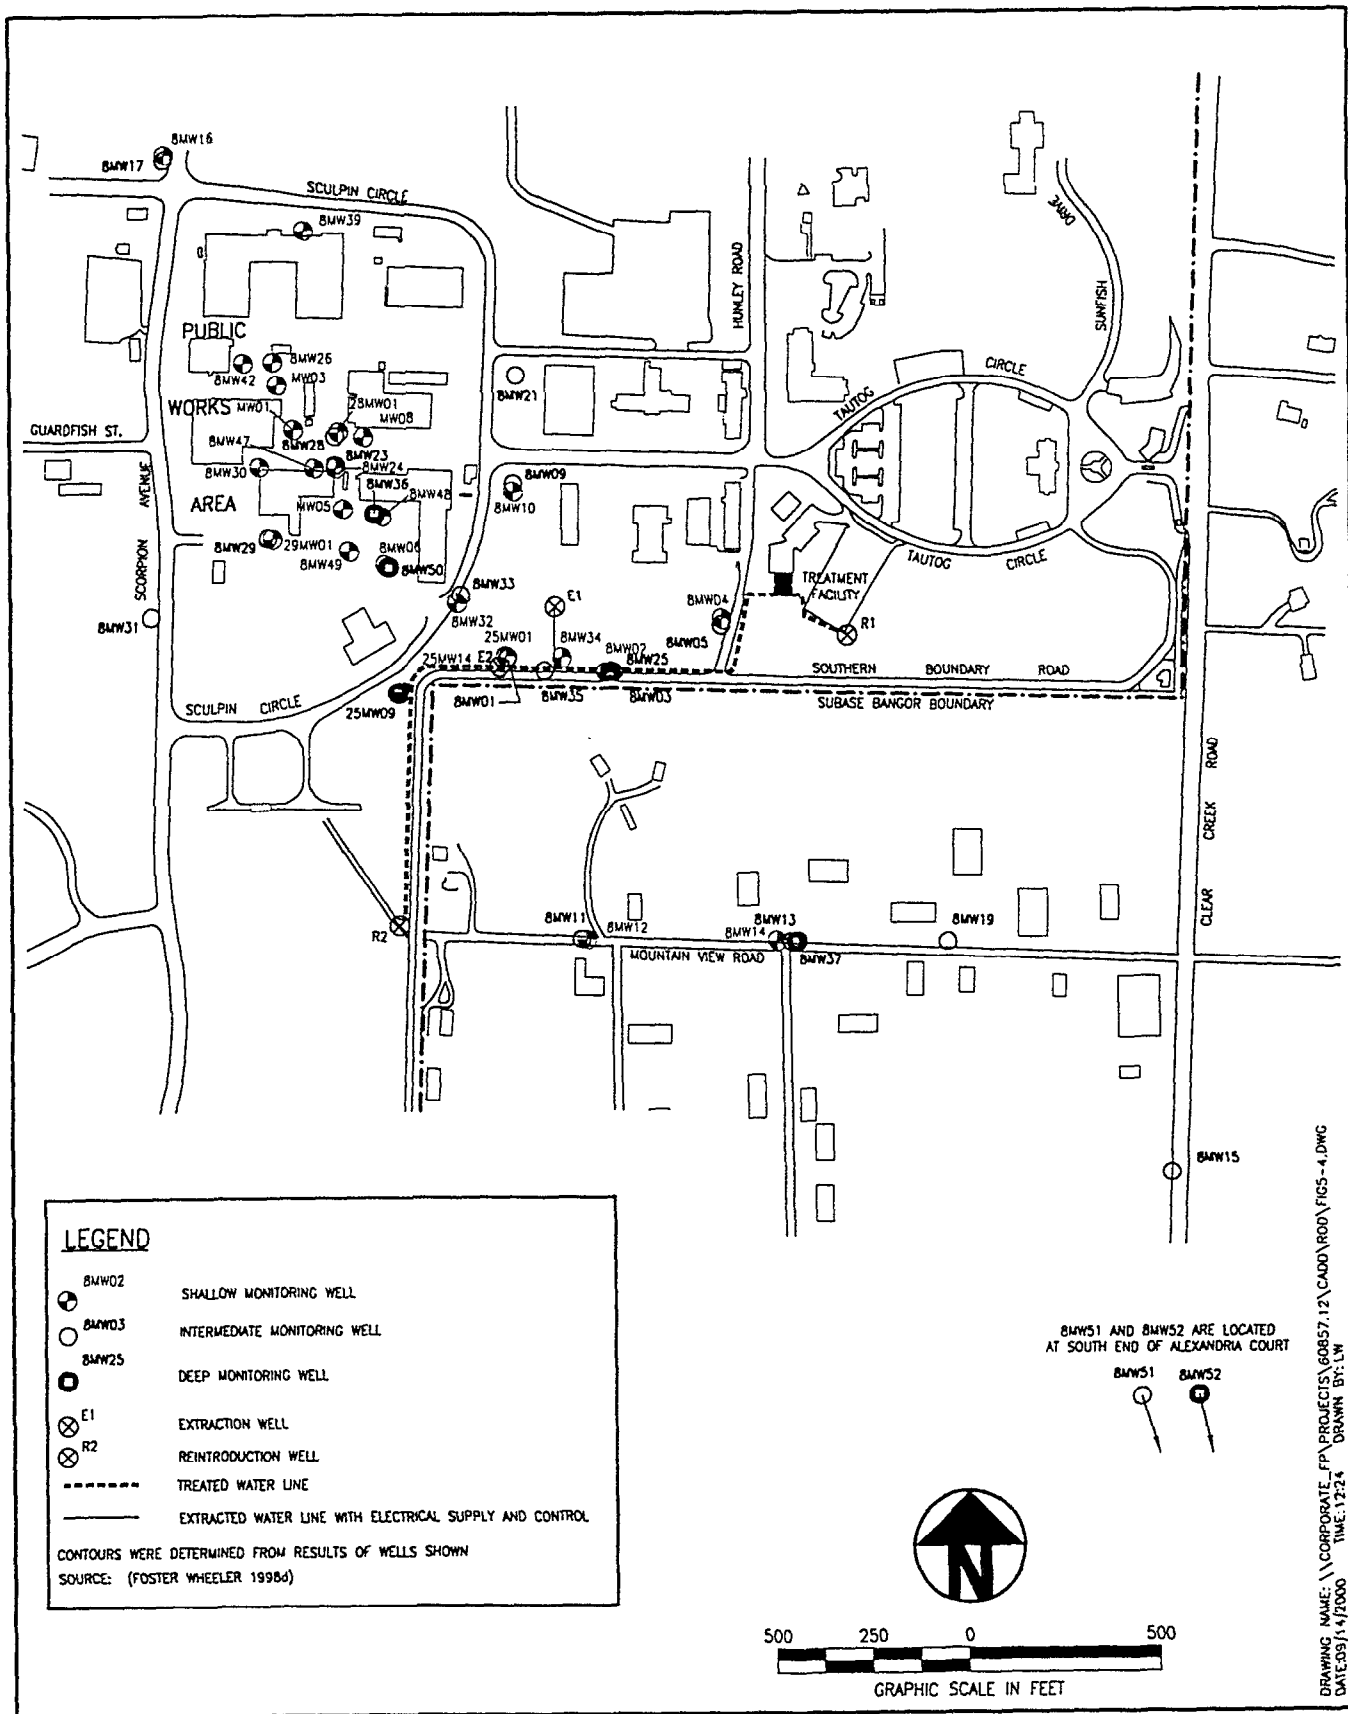 8MW16
8MW17
SCULPIN CIRCLE
8MW39
HUNLEY ROAD
SUNFISH
DRIVE
PUBLIC
8MW26
8MW42
MW03
8MW21
TAUTOG
CIRCLE
WORKS
MW01
28MW01
MW08
GUARDFISH ST.
8MW47
8MW28
8MW23
8MW24
8MW30
8MW36
8MW48
8MW09
8MW10
AREA
MW05
SCORPION
AVENUE
8MW29
29MW01
8MW49
8MW06
8MW50
TAUTOG
CIRCLE
TREATMENT
FACILITY
8MW33
8MW32
E1
8MW04
8MW05
R1
8MW31
25MW01
8MW34
8MW02
25MW14
E2
8MW25
SOUTHERN BOUNDARY ROAD
8MW01
8MW35
8MW03
SUBASE BANGOR BOUNDARY
SCULPIN CIRCLE
25MW09
CLEAR CREEK ROAD
R2
8MW11
8MW12
8MW13
8MW14
8MW19
MOUNTAIN VIEW ROAD
8MW37
8MW15
LEGEND
8MW02
SHALLOW MONITORING WELL
8MW03
INTERMEDIATE MONITORING WELL
8MW25
DEEP MONITORING WELL
E1
EXTRACTION WELL
R2
REINTRODUCTION WELL
TREATED WATER LINE
EXTRACTED WATER LINE WITH ELECTRICAL SUPPLY AND CONTROL
CONTOURS WERE DETERMINED FROM RESULTS OF WELLS SHOWN
SOURCE: (FOSTER WHEELER 1998d)
8MW51 AND 8MW52 ARE LOCATED
AT SOUTH END OF ALEXANDRIA COURT
8MW51
8MW52
N
500 250 0 500
GRAPHIC SCALE IN FEET
DRAWING NAME: \\CORPORATE_FP\PROJECTS\60857.12\CADD\ROD\FIG5-4.DWG
DATE:09/14/2000 TIME:12:24 DRAWN BY: LW